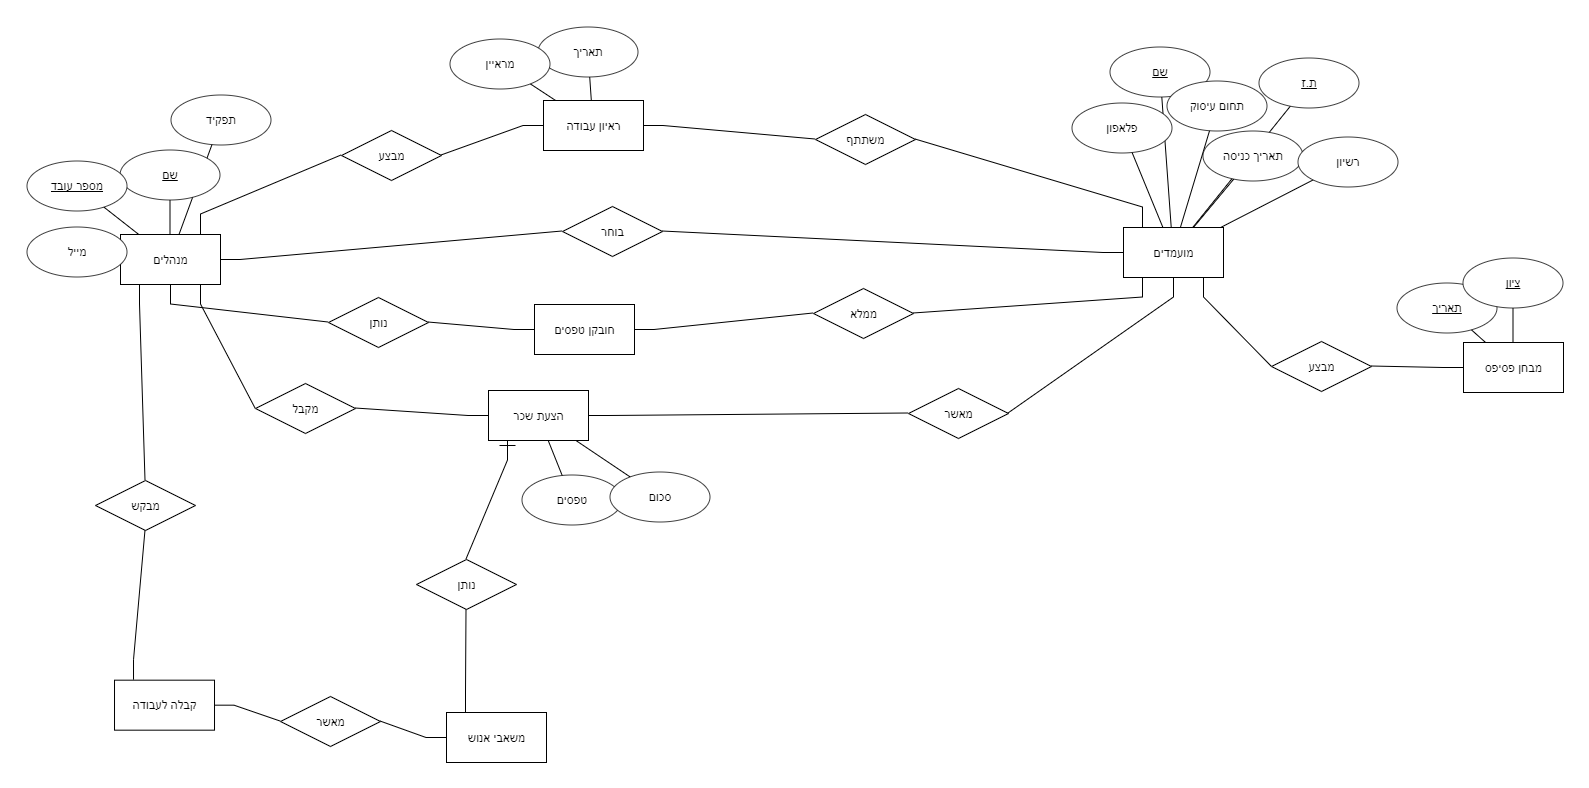 תאריך
מראיין
שם
ת.ז
תחום עיסוק
פלאפון
תפקיד
ראיון עבודה
מבצע
משתתף
תאריך כניסה
רשיון
שם
מספר עובד
בוחר
מייל
מנהלים
מועמדים
ציון
תאריך
נותן
חובקן טפסים
ממלא
מבצע
מבחן פסיפס
מקבל
הצעת שכר
מאשר
טפסים
סכום
מבקש
נותן
קבלה לעבודה
מאשר
משאבי אנוש